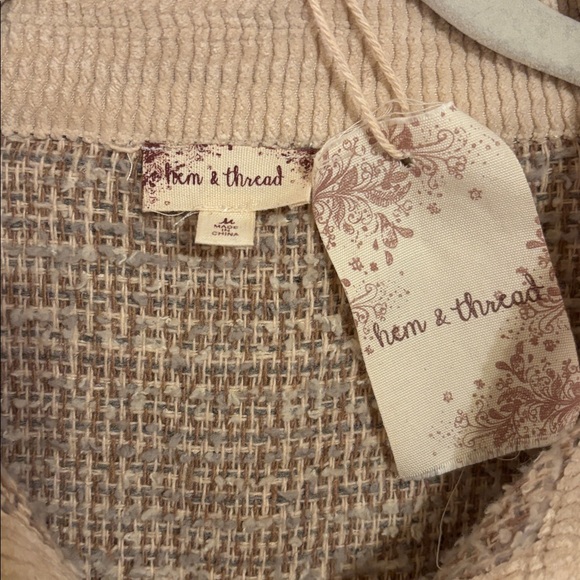 hem & thread
M
MADE
IN
CHINA
hem & thread